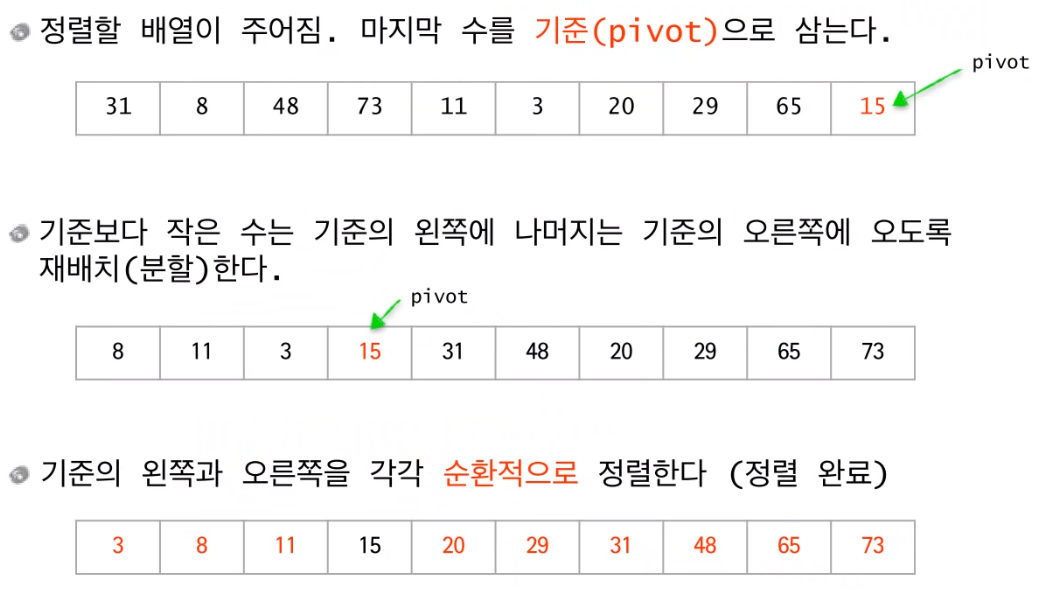 정렬할 배열이 주어짐. 마지막 수를 기준(pivot)으로 삼는다.
pivot
31 8 48 73 11 3 20 29 65 15
기준보다 작은 수는 기준의 왼쪽에 나머지는 기준의 오른쪽에 오도록
재배치(분할)한다.
pivot
8 11 3 15 31 48 20 29 65 73
기준의 왼쪽과 오른쪽을 각각 순환적으로 정렬한다 (정렬 완료)
3 8 11 15 20 29 31 48 65 73